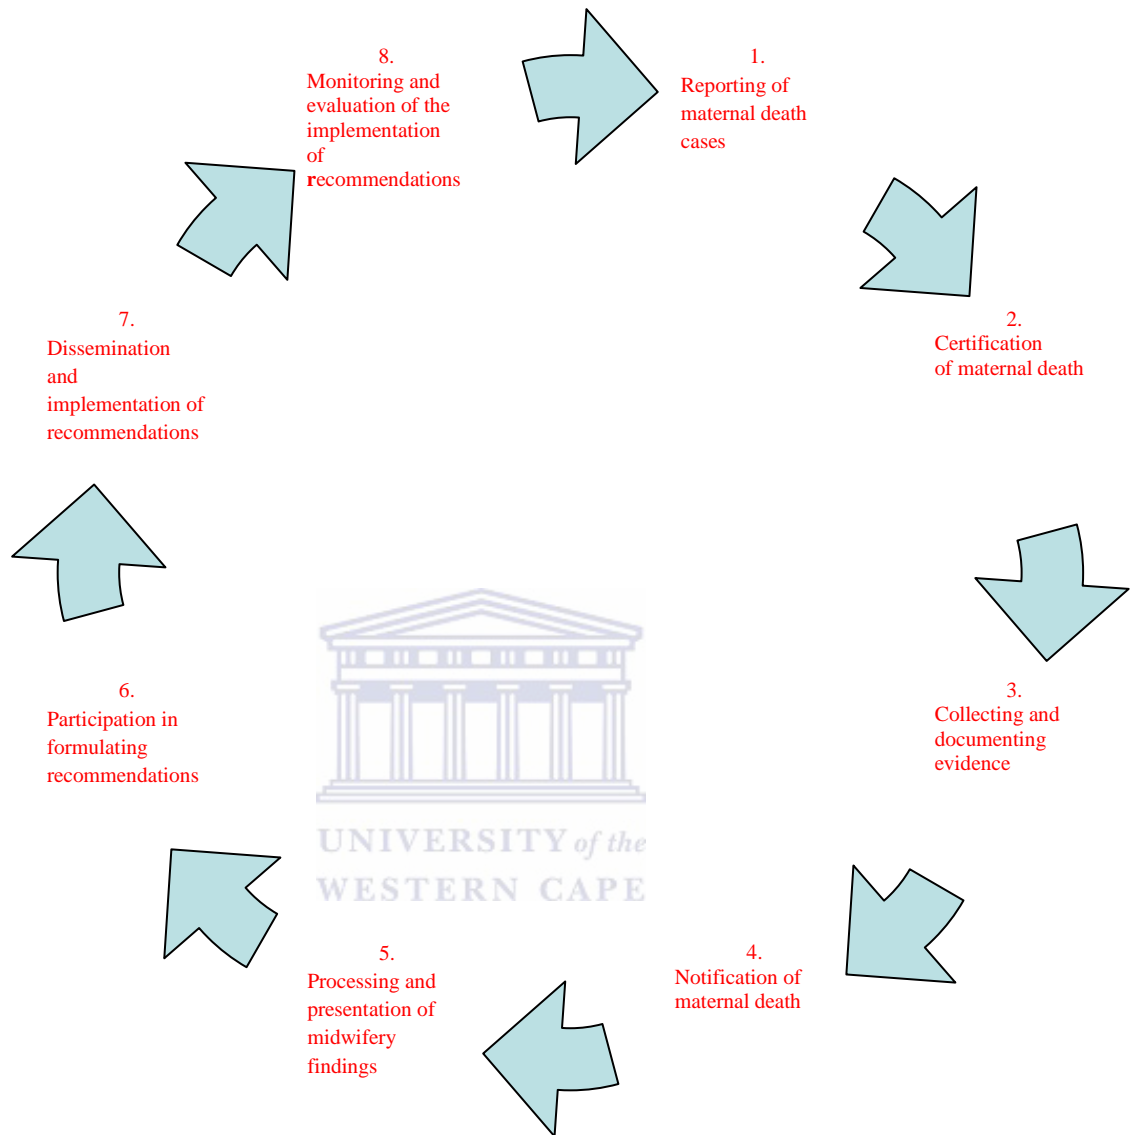 1.
Reporting of
maternal death
cases
2.
Certification
of maternal death
3.
Collecting and
documenting
evidence
4.
Notification of
maternal death
5.
Processing and
presentation of
midwifery
findings
6.
Participation in
formulating
recommendations
7.
Dissemination
and
implementation of
recommendations
8.
Monitoring and
evaluation of the
implementation
of
recommendations
UNIVERSITY of the
WESTERN CAPE